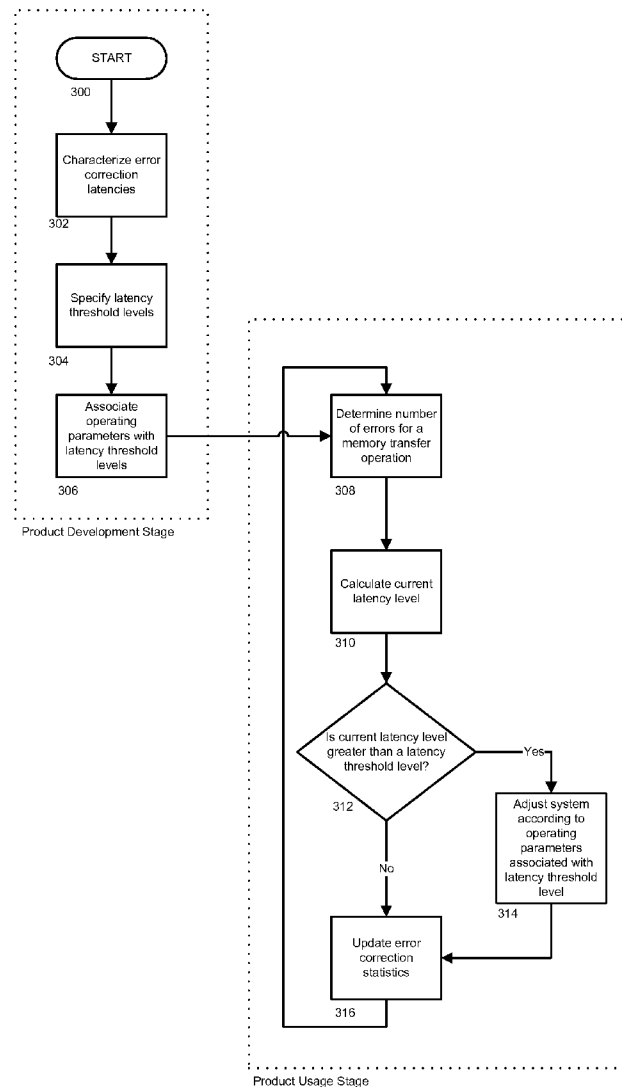 START
300
Characterize error
correction
latencies
302
Specify latency
threshold levels
304
Associate
operating
parameters with
latency threshold
levels
306
Product Development Stage
Determine number
of errors for a
memory transfer
operation
308
Calculate current
latency level
310
Is current latency level
greater than a latency
threshold level?
312
Yes
Adjust system
according to
operating
parameters
associated with
latency threshold
level
314
No
Update error
correction
statistics
316
Product Usage Stage